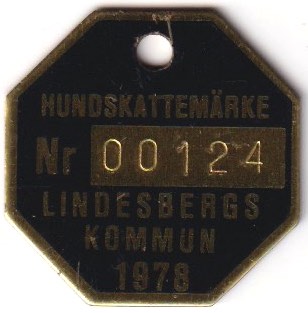 HUNDSKATTEMÄRKE
Nr 00124
LINDESBERGS
KOMMUN
1978